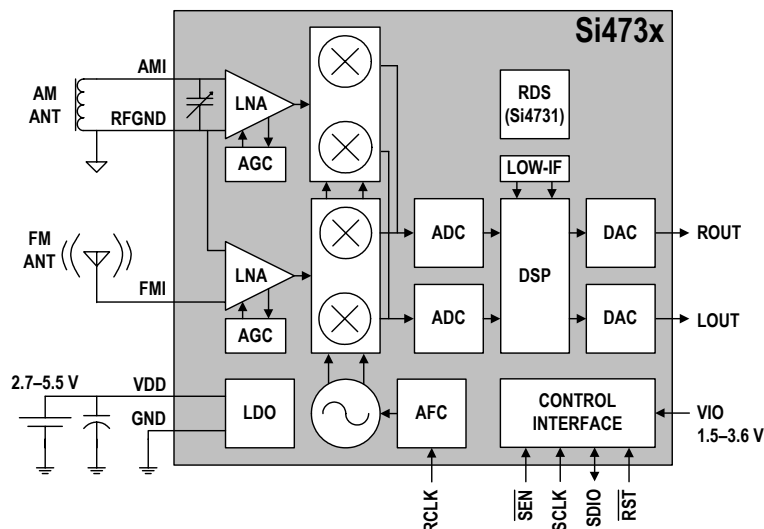 Si473x
AMI
AM
ANT
RFGND
LNA
AGC
RDS
(Si4731)
LOW-IF
FM
ANT
FMI
LNA
AGC
ADC
ADC
DSP
DAC
DAC
ROUT
LOUT
2.7–5.5 V
VDD
GND
LDO
AFC
CONTROL
INTERFACE
VIO
1.5–3.6 V
RCLK
SEN
SCLK
SDIO
RST